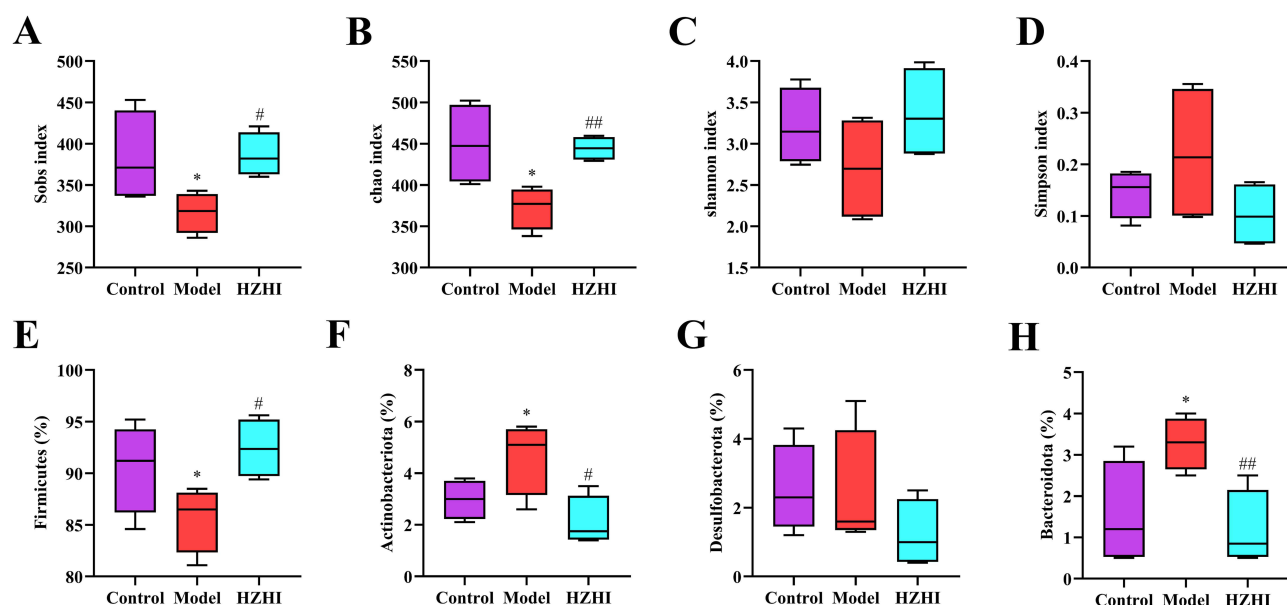 A
B
C
D
Sobs index
500
450
400
350
300
250
*
#
Control Model HZHI
chao index
550
500
450
400
350
300
*
##
Control Model HZHI
shannon index
4.0
3.5
3.0
2.5
2.0
1.5
Control Model HZHI
Simpson index
0.4
0.3
0.2
0.1
0.0
Control Model HZHI
E
F
G
H
Firmicutes (%)
100
95
90
85
80
*
#
Control Model HZHI
Actinobacteriota (%)
8
6
4
2
0
*
#
Control Model HZHI
Desulfobacterota (%)
6
4
2
0
Control Model HZHI
Bacteroidota (%)
5
4
3
2
1
0
*
##
Control Model HZHI